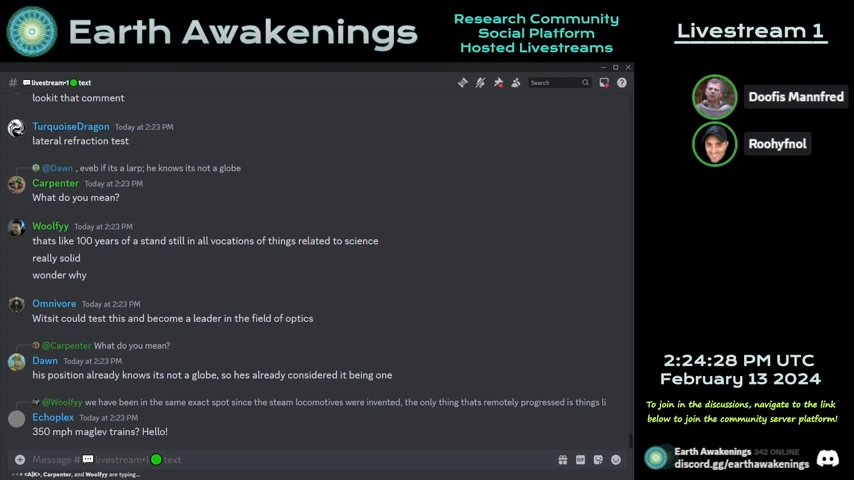 Earth Awakenings
Research Community
Social Platform
Hosted Livestreams
Livestream 1
# livestream•1 text
Search
lookit that comment
TurquoiseDragon Today at 2:23 PM
lateral refraction test
@Dawn , eveb if its a larp; he knows its not a globe
Carpenter Today at 2:23 PM
What do you mean?
Woolfyy Today at 2:23 PM
thats like 100 years of a stand still in all vocations of things related to science
really solid
wonder why
Omnivore Today at 2:23 PM
Witsit could test this and become a leader in the field of optics
@Carpenter What do you mean?
Dawn Today at 2:23 PM
his position already knows its not a globe, so hes already considered it being one
@Woolfyy we have been in the same exact spot since the steam locomotives were invented, the only thing thats remotely progressed is things li
Echoplex Today at 2:23 PM
350 mph maglev trains? Hello!
Message # livestream•1 text
<A|K>, Carpenter, and Woolfyy are typing...
Doofis Mannfred
Roohyfnol
2:24:28 PM UTC
February 13 2024
To join in the discussions, navigate to the link
below to join the community server platform!
Earth Awakenings 342 ONLINE
discord.gg/earthawakenings